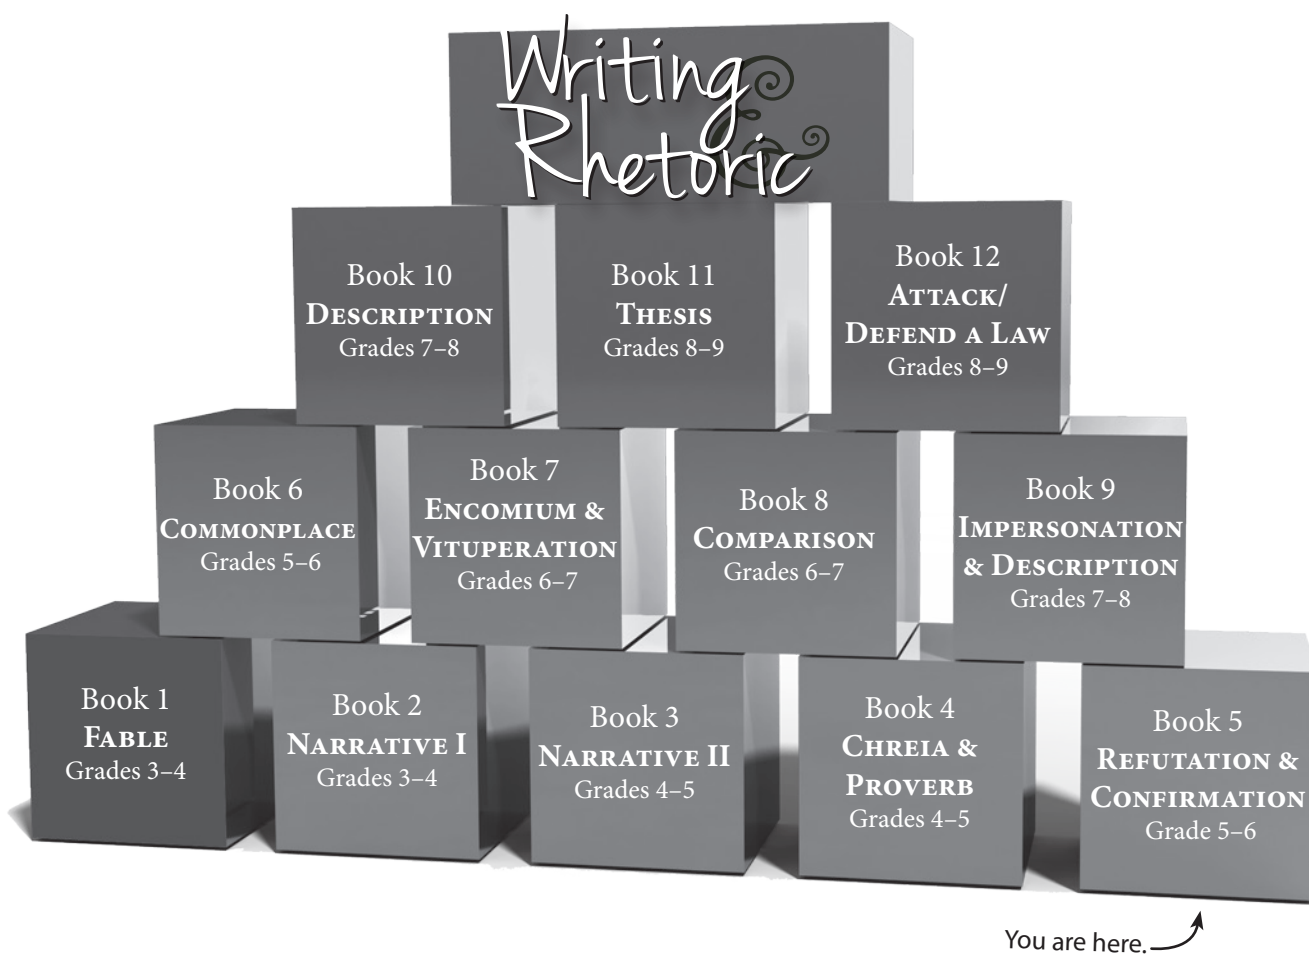 Writing
& Rhetoric
Book 10
Description
Grades 7–8
Book 11
Thesis
Grades 8–9
Book 12
Attack/
Defend a Law
Grades 8–9
Book 6
Commonplace
Grades 5–6
Book 7
Encomium &
Vituperation
Grades 6–7
Book 8
Comparison
Grades 6–7
Book 9
Impersonation
& Description
Grades 7–8
Book 1
Fable
Grades 3–4
Book 2
Narrative I
Grades 3–4
Book 3
Narrative II
Grades 4–5
Book 4
Chreia &
Proverb
Grades 4–5
Book 5
Refutation &
Confirmation
Grade 5–6
You are here.